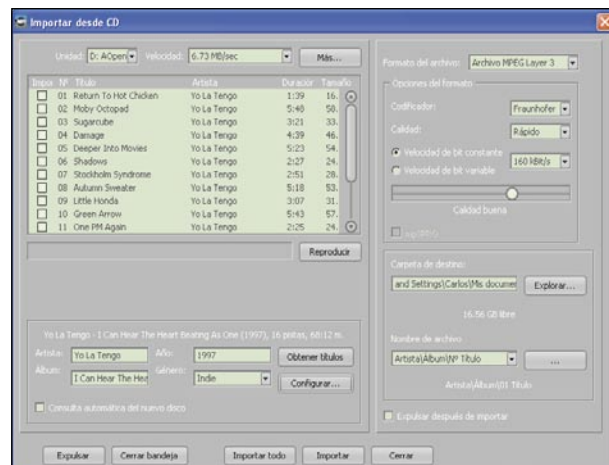 Importar desde CD
Unidad: D: AOpen Velocidad: 6.73 MB/sec Más...
Impor Nº Título Artista Duracior Tamaño
01 Return To Hot Chicken Yo La Tengo 1:39 16.
02 Moby Octopad Yo La Tengo 5:48 58.
03 Sugarcube Yo La Tengo 3:21 33.
04 Damage Yo La Tengo 4:39 46.
05 Deeper Into Movies Yo La Tengo 5:23 54.
06 Shadows Yo La Tengo 2:27 24.
07 Stockholm Syndrome Yo La Tengo 2:51 28.
08 Autumn Sweater Yo La Tengo 5:18 53.
09 Little Honda Yo La Tengo 3:07 31.
10 Green Arrow Yo La Tengo 5:43 57.
11 One PM Again Yo La Tengo 2:25 24.
Reproducir
Yo La Tengo - I Can Hear The Heart Beating As One (1997), 16 pistas, 68:12 m.
Artista: Yo La Tengo Año: 1997 Obtener títulos
Álbum: I Can Hear The Hear Género: Indie Configurar...
Consulta automática del nuevo disco
Expulsar Cerrar bandeja Importar todo Importar Cerrar
Formato del archivo: Archivo MPEG Layer 3
Opciones del formato
Codificador: Fraunhofer
Calidad: Rápido
Velocidad de bit constante 160 kBit/s
Velocidad de bit variable
Calidad buena
Carpeta de destino:
and Settings\Carlos\Mis documer Explorar...
16.56 GB libre
Nombre de archivo
Artista\Álbum\Nº Título ...
Artista\Álbum\01 Título
Expulsar después de importar